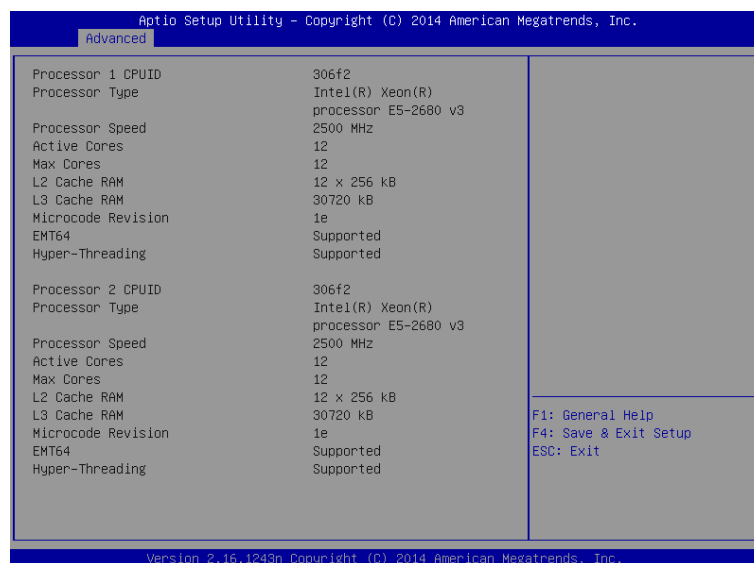 Aptio Setup Utility – Copyright (C) 2014 American Megatrends, Inc.
Advanced
Processor 1 CPUID 306f2
Processor Type Intel(R) Xeon(R)
processor E5-2680 v3
Processor Speed 2500 MHz
Active Cores 12
Max Cores 12
L2 Cache RAM 12 x 256 kB
L3 Cache RAM 30720 kB
Microcode Revision 1e
EMT64 Supported
Hyper-Threading Supported
Processor 2 CPUID 306f2
Processor Type Intel(R) Xeon(R)
processor E5-2680 v3
Processor Speed 2500 MHz
Active Cores 12
Max Cores 12
L2 Cache RAM 12 x 256 kB
L3 Cache RAM 30720 kB
Microcode Revision 1e
EMT64 Supported
Hyper-Threading Supported
F1: General Help
F4: Save & Exit Setup
ESC: Exit
Version 2.16.1243n Copyright (C) 2014 American Megatrends, Inc.